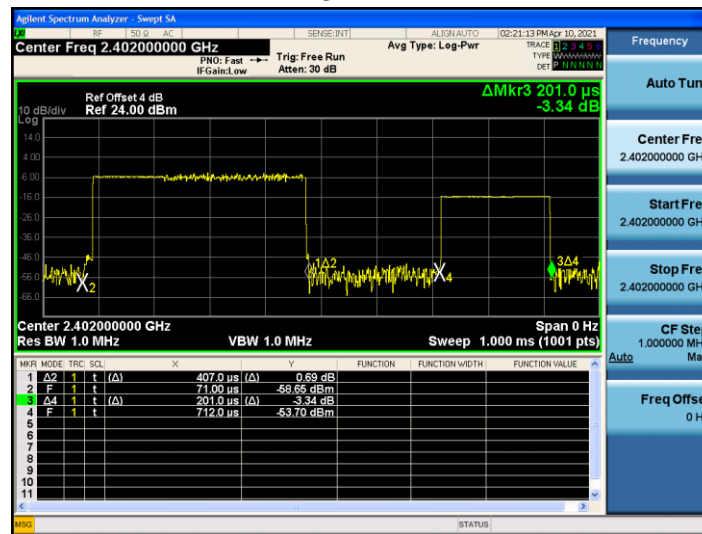 Agilent Spectrum Analyzer - Swept SA
RF 50 Ω AC SENSE:INT ALIGN AUTO 02:21:13 PM Apr 10, 2021
Center Freq 2.402000000 GHz
PNO: Fast
IFGain:Low
Trig: Free Run
Atten: 30 dB
Avg Type: Log-Pwr
TRACE 1 2 3 4 5 6
TYPE
DET P N N N N N
Ref Offset 4 dB
10 dB/div Ref 24.00 dBm
Log
ΔMkr3 201.0 µs
-3.34 dB
14.0
4.00
-6.00
-16.0
-26.0
-36.0
-46.0
-56.0
-66.0
2
1Δ2
4
3Δ4
Center 2.402000000 GHz Span 0 Hz
Res BW 1.0 MHz VBW 1.0 MHz Sweep 1.000 ms (1001 pts)
MKR MODE TRC SCL X Y FUNCTION FUNCTION WIDTH FUNCTION VALUE
1 Δ2 1 t (Δ) 407.0 µs (Δ) 0.69 dB
2 F 1 t 71.00 µs -58.65 dBm
3 Δ4 1 t (Δ) 201.0 µs (Δ) -3.34 dB
4 F 1 t 712.0 µs -53.70 dBm
5
6
7
8
9
10
11
MSG STATUS
Frequency
Auto Tun
Center Fre
2.402000000 GH
Start Fre
2.402000000 GH
Stop Fre
2.402000000 GH
CF Ste
1.000000 MH
Auto Ma
Freq Offse
0 H